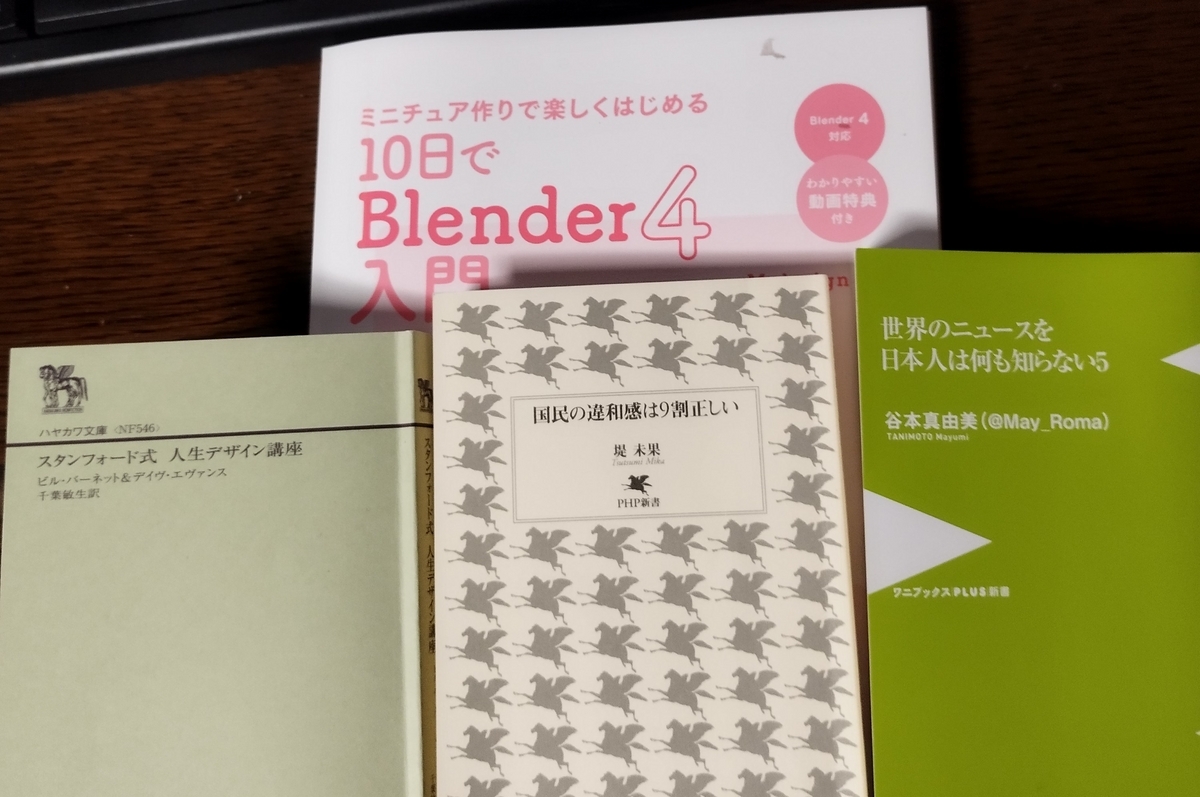 ミニチュア作りで楽しくはじめる
10日で
Blender 4
入門
Blender 4
対応
わかりやすい
動画特典
付き
ハヤカワ文庫〈NF546〉
スタンフォード式 人生デザイン講座
ビル・バーネット&デイヴ・エヴァンス
千葉敏生訳
スタンフォード式 人生デザイン講座
国民の違和感は9割正しい
堤 未果
Tsutsumi Mika
PHP新書
世界のニュースを
日本人は何も知らない5
谷本真由美(@May_Roma)
TANIMOTO Mayumi
ワニブックスPLUS新書